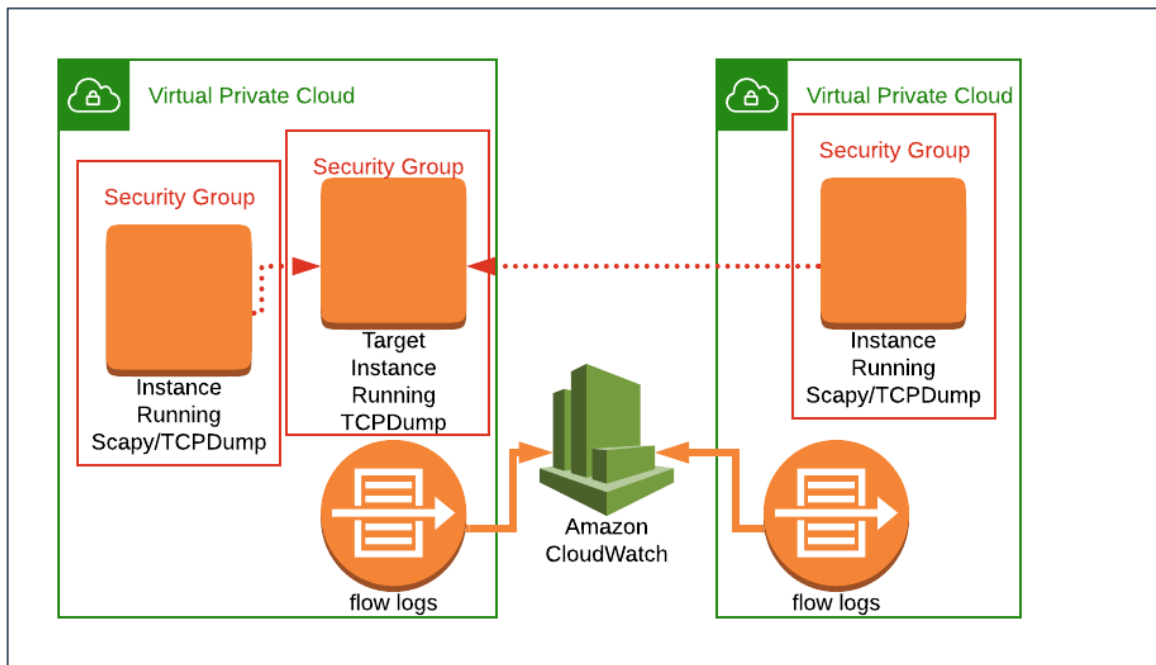 Virtual Private Cloud
Security Group
Instance
Running
Scapy/TCPDump
Security Group
Target
Instance
Running
TCPDump
flow logs
Amazon
CloudWatch
Virtual Private Cloud
Security Group
Instance
Running
Scapy/TCPDump
flow logs